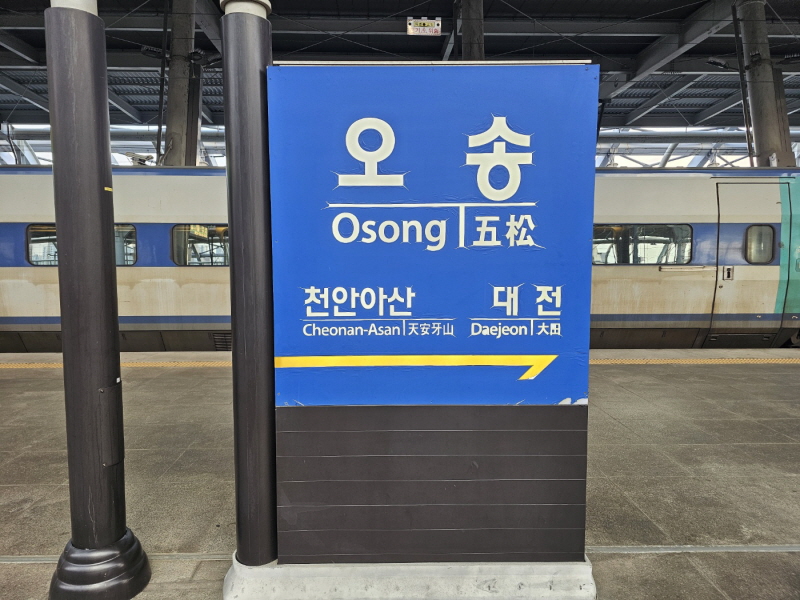 오 송
Osong 五松
천안아산 대 전
Cheonan-Asan 天安牙山 Daejeon 大田